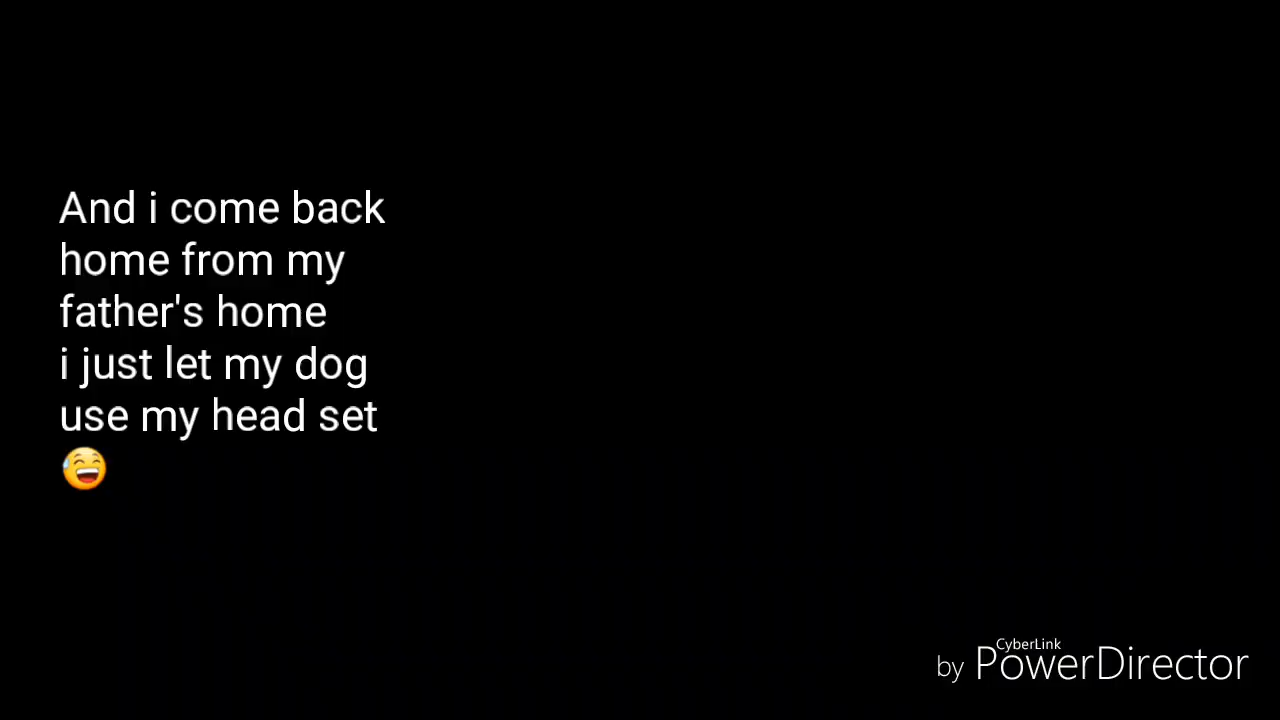 And i come back
home from my
father's home
i just let my dog
use my head set
😅
CyberLink
by PowerDirector